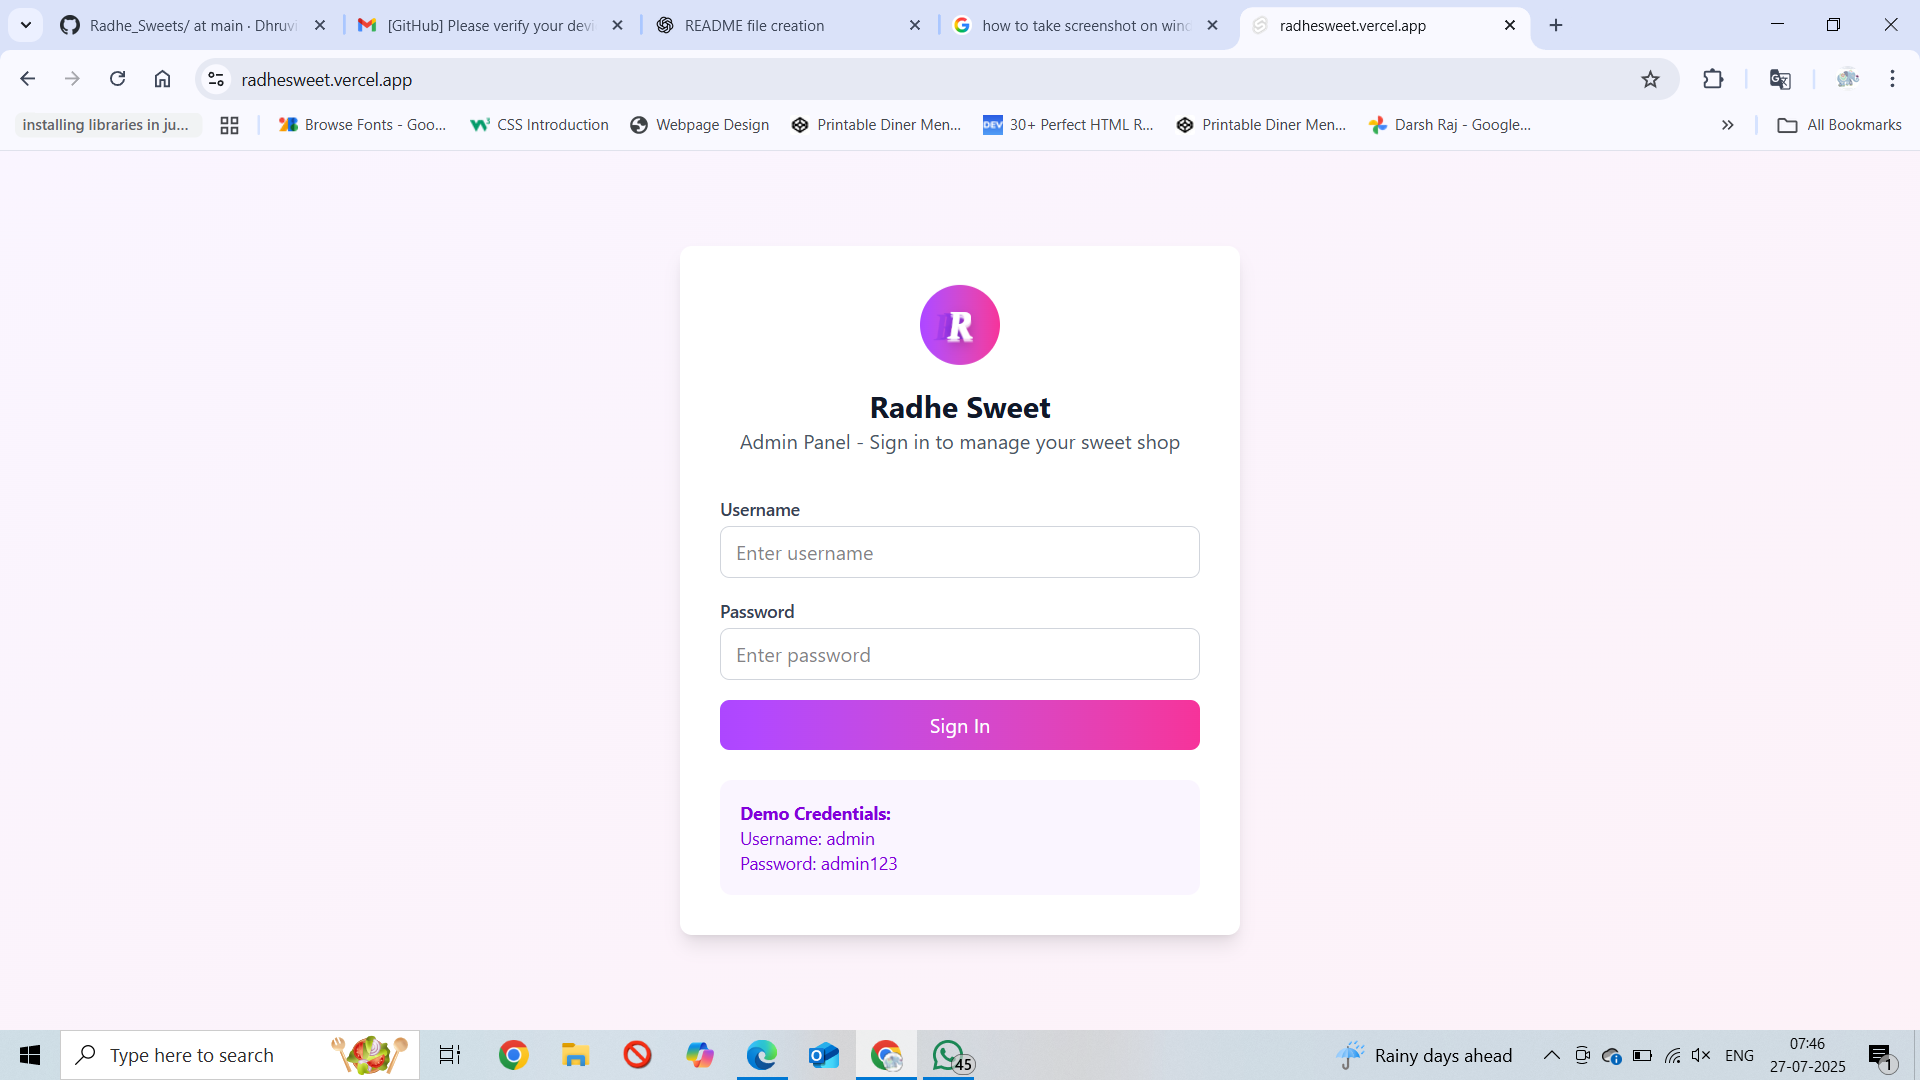 Radhe_Sweets/ at main · Dhruvi
[GitHub] Please verify your devi
README file creation
how to take screenshot on wind
radhesweet.vercel.app
radhesweet.vercel.app
installing libraries in ju...
Browse Fonts - Goo...
CSS Introduction
Webpage Design
Printable Diner Men...
DEV
30+ Perfect HTML R...
Printable Diner Men...
Darsh Raj - Google...
All Bookmarks
R
Radhe Sweet
Admin Panel - Sign in to manage your sweet shop
Username
Enter username
Password
Enter password
Sign In
Demo Credentials:
Username: admin
Password: admin123
Type here to search
45
Rainy days ahead
ENG
07:46
27-07-2025
1